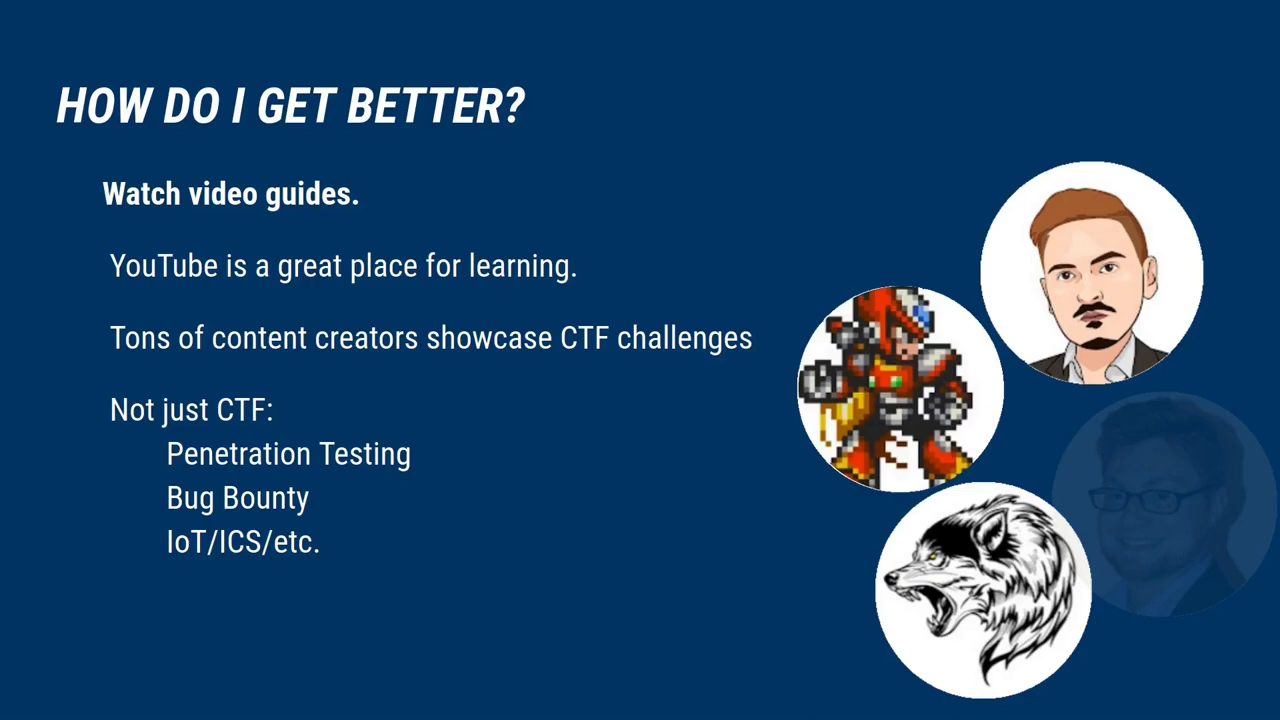 HOW DO I GET BETTER?
Watch video guides.
YouTube is a great place for learning.
Tons of content creators showcase CTF challenges
Not just CTF:
Penetration Testing
Bug Bounty
IoT/ICS/etc.